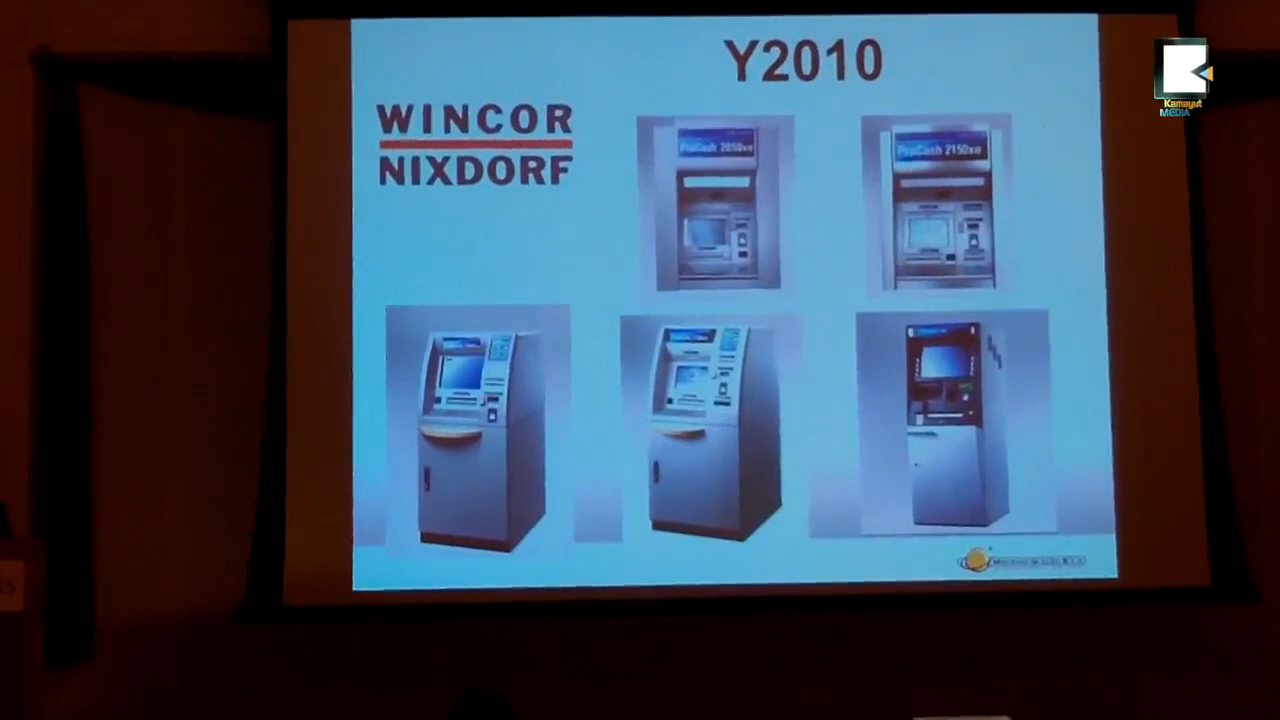 Y2010
WINCOR
NIXDORF
ProCash 2050xe
ProCash 2150xe
Kamayut
MEDIA